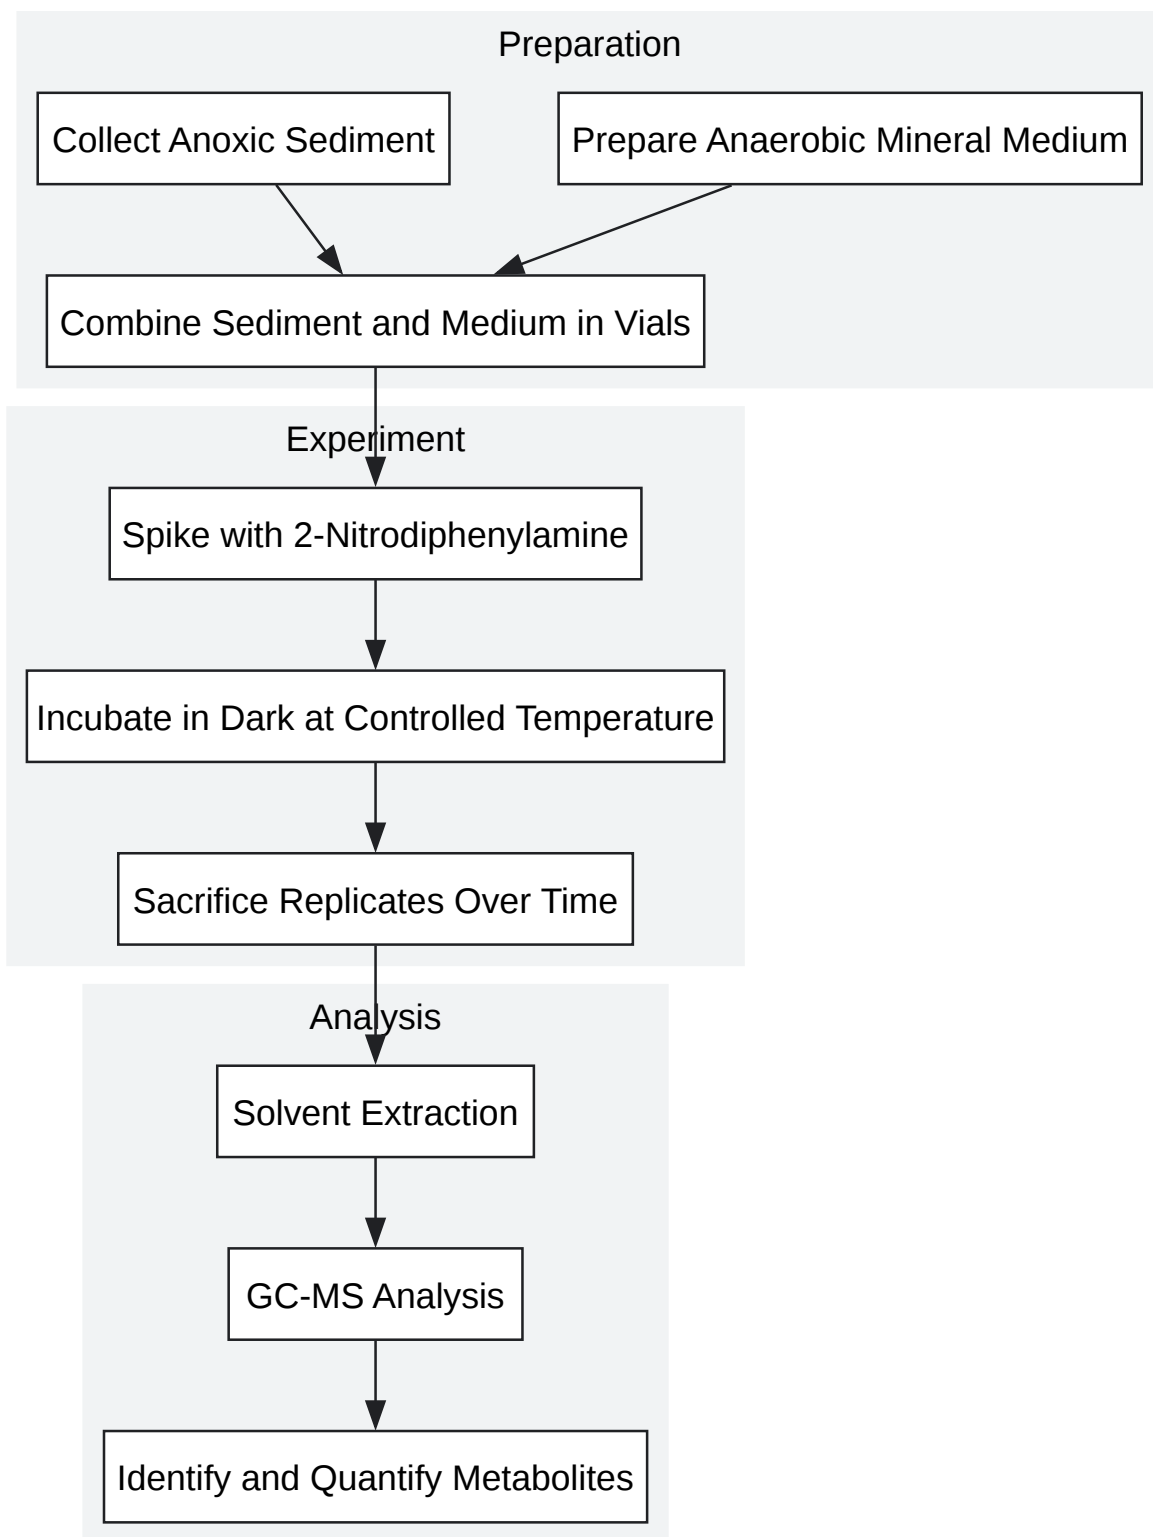 Preparation
Collect Anoxic Sediment
Prepare Anaerobic Mineral Medium
Combine Sediment and Medium in Vials
Experiment
Spike with 2-Nitrodiphenylamine
Incubate in Dark at Controlled Temperature
Sacrifice Replicates Over Time
Analysis
Solvent Extraction
GC-MS Analysis
Identify and Quantify Metabolites